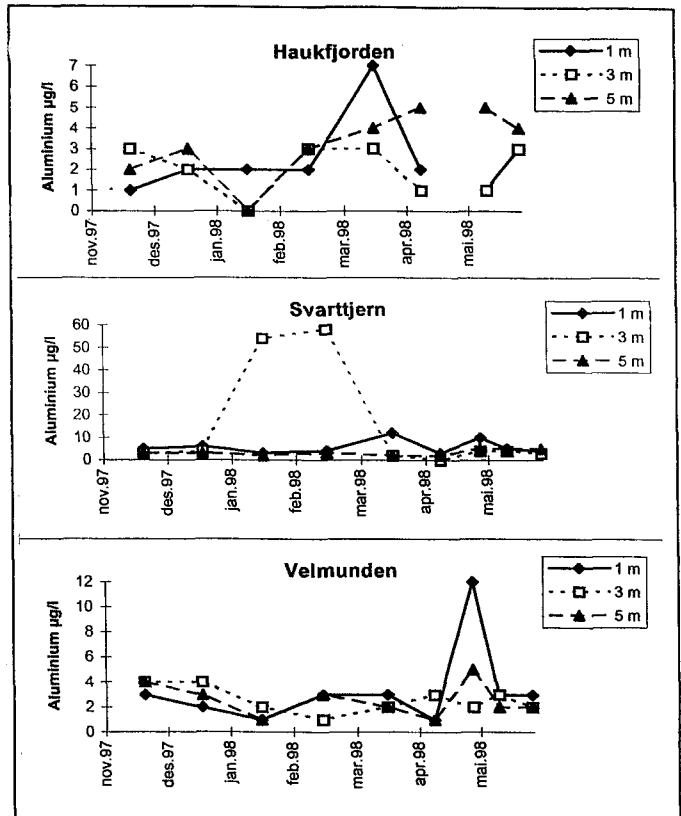 Haukfjorden
1 m
3 m
5 m
Aluminium µg/l
7
6
5
4
3
2
1
0
nov.97
des.97
jan.98
feb.98
mar.98
apr.98
mai.98
Svarttjern
1 m
3 m
5 m
Aluminium µg/l
60
50
40
30
20
10
0
nov.97
des.97
jan.98
feb.98
mar.98
apr.98
mai.98
Velmunden
1 m
3 m
5 m
Aluminium µg/l
12
10
8
6
4
2
0
nov.97
des.97
jan.98
feb.98
mar.98
apr.98
mai.98